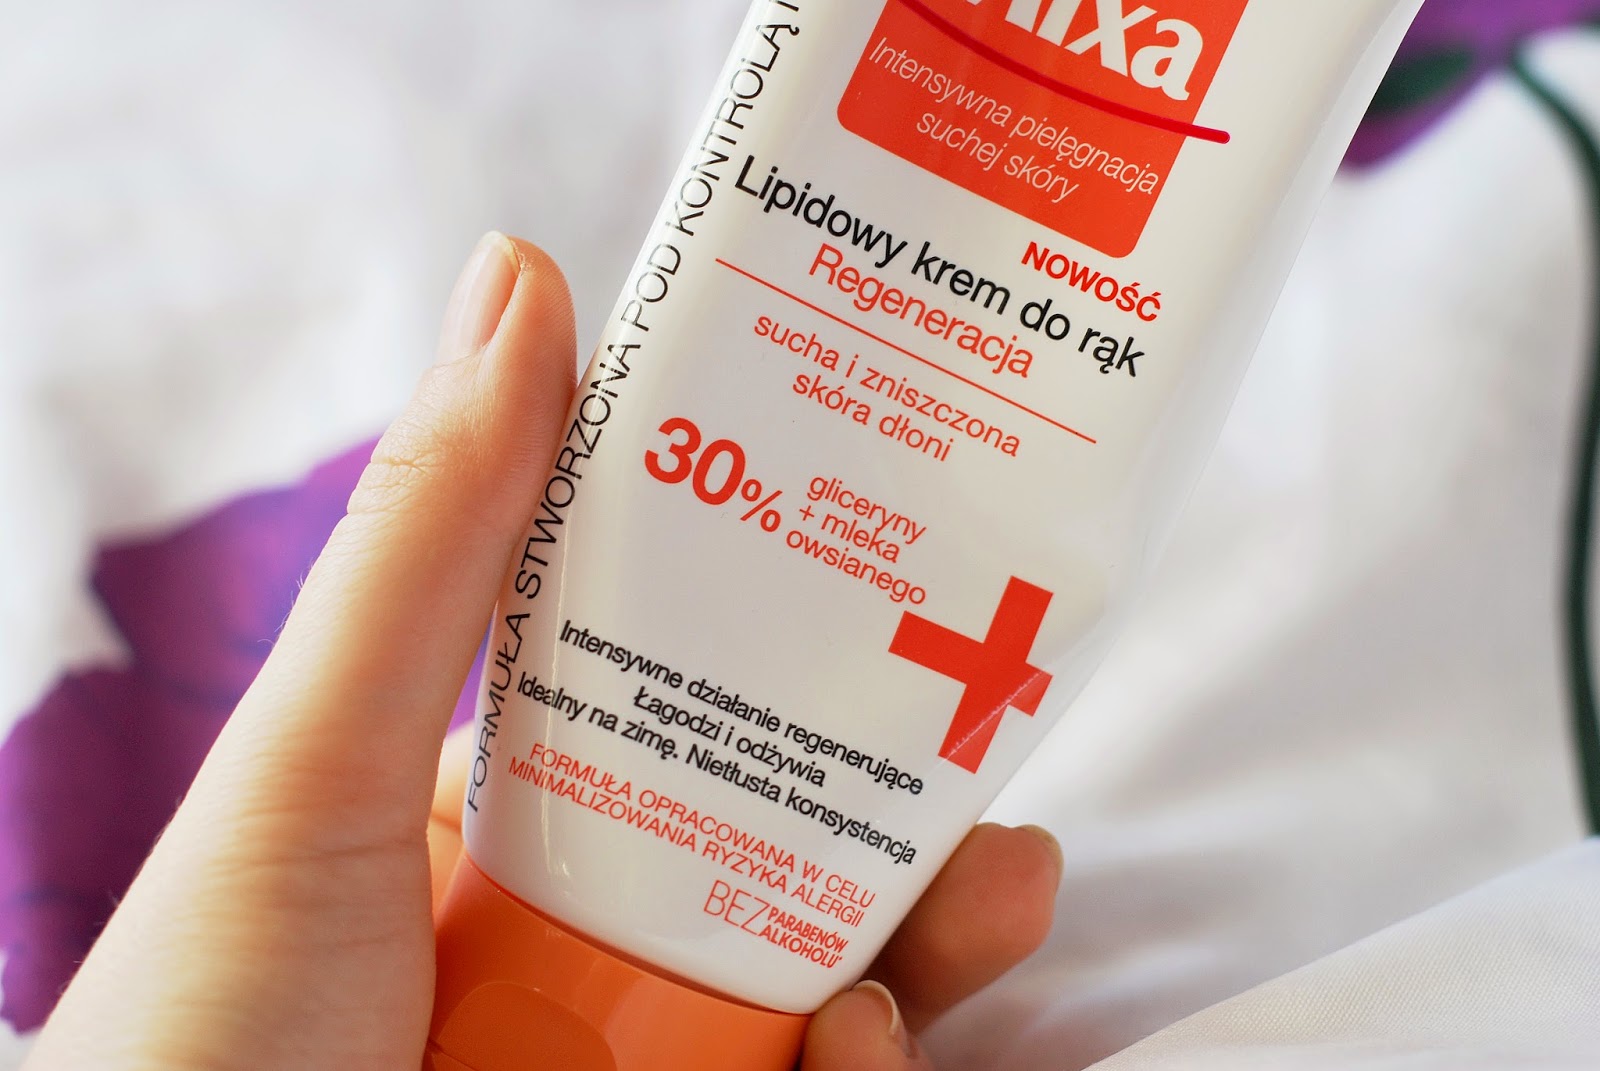 Mixa
Intensywna pielęgnacja
suchej skóry
NOWOŚĆ
Lipidowy krem do rąk
Regeneracja
sucha i zniszczona
skóra dłoni
30% gliceryny
+ mleka
owsianego
Intensywne działanie regenerujące
Łagodzi i odżywia
Idealny na zimę. Nietłusta konsystencja
FORMUŁA OPRACOWANA W CELU
MINIMALIZOWANIA RYZYKA ALERGII
BEZ PARABENÓW
ALKOHOLU*
FORMUŁA STWORZONA POD KONTROLĄ